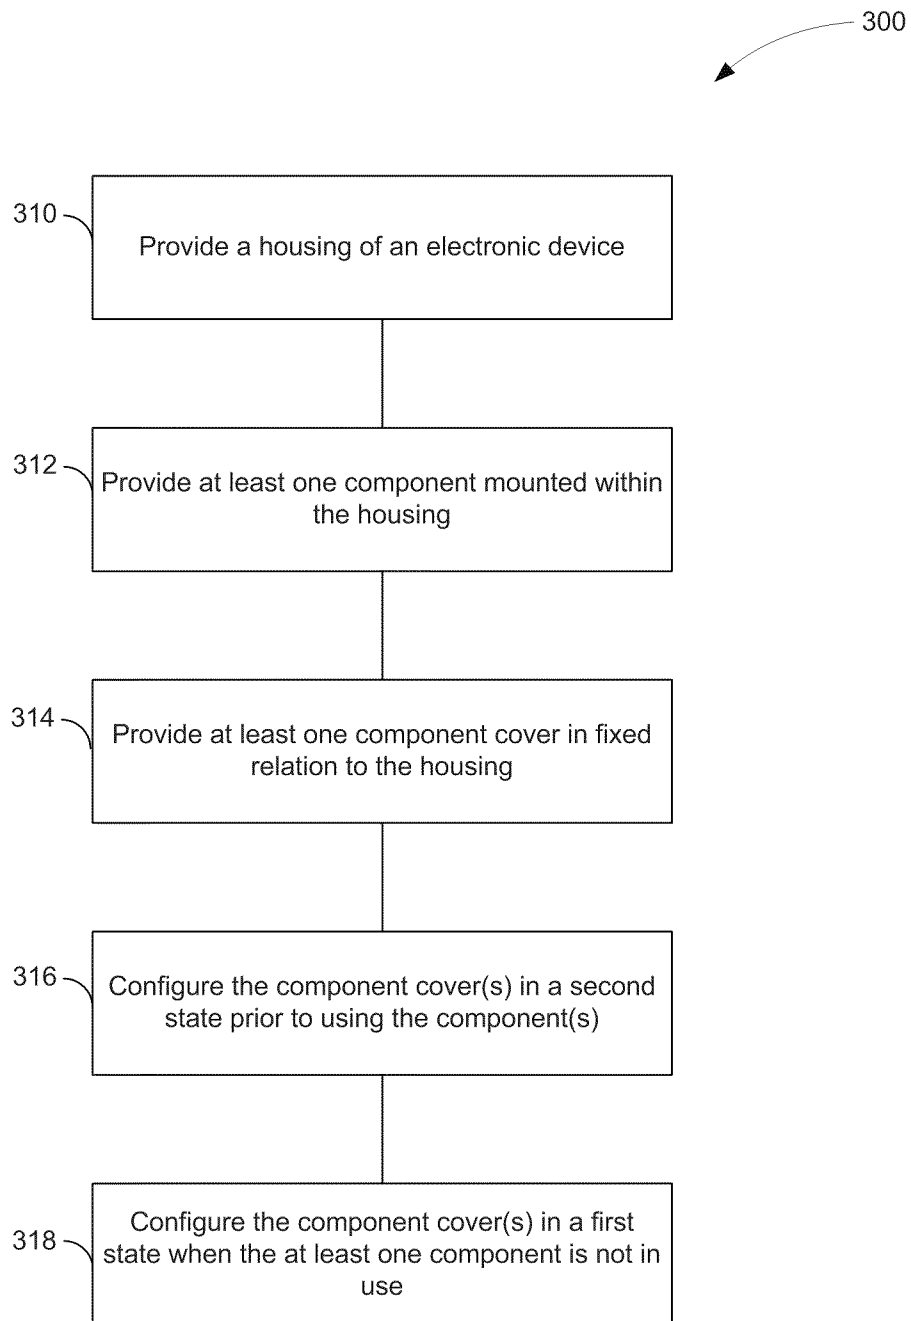 300
310
Provide a housing of an electronic device
312
Provide at least one component mounted within
the housing
314
Provide at least one component cover in fixed
relation to the housing
316
Configure the component cover(s) in a second
state prior to using the component(s)
318
Configure the component cover(s) in a first
state when the at least one component is not in
use